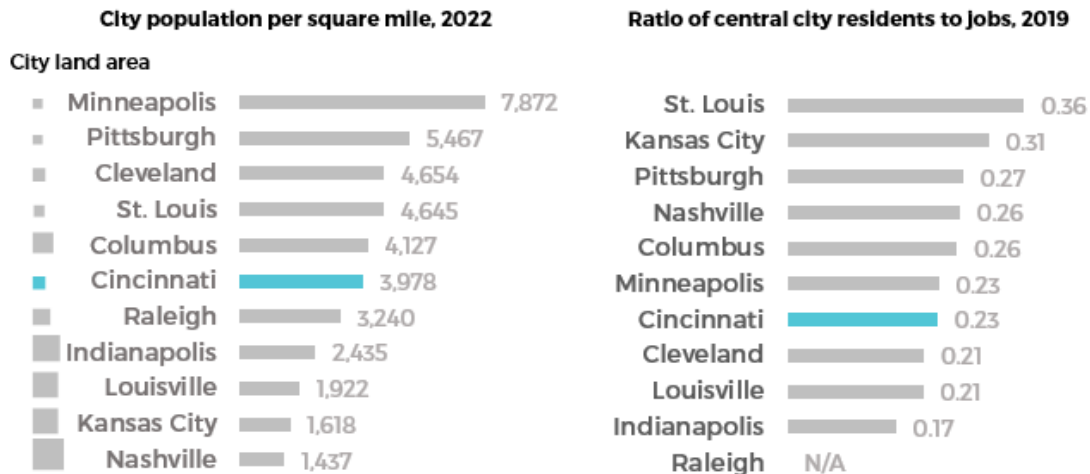 City population per square mile, 2022
City land area
Minneapolis 7,872
Pittsburgh 5,467
Cleveland 4,654
St. Louis 4,645
Columbus 4,127
Cincinnati 3,978
Raleigh 3,240
Indianapolis 2,435
Louisville 1,922
Kansas City 1,618
Nashville 1,437
Ratio of central city residents to jobs, 2019
St. Louis 0.36
Kansas City 0.31
Pittsburgh 0.27
Nashville 0.26
Columbus 0.26
Minneapolis 0.23
Cincinnati 0.23
Cleveland 0.21
Louisville 0.21
Indianapolis 0.17
Raleigh N/A